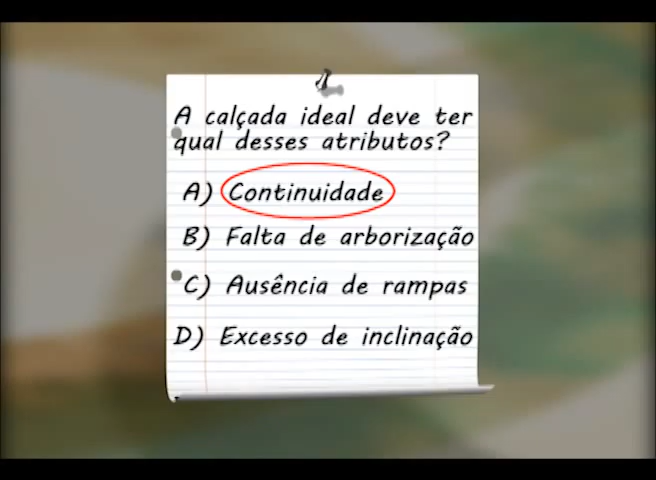 A calçada ideal deve ter
qual desses atributos?
A) Continuidade
B) Falta de arborização
C) Ausência de rampas
D) Excesso de inclinação